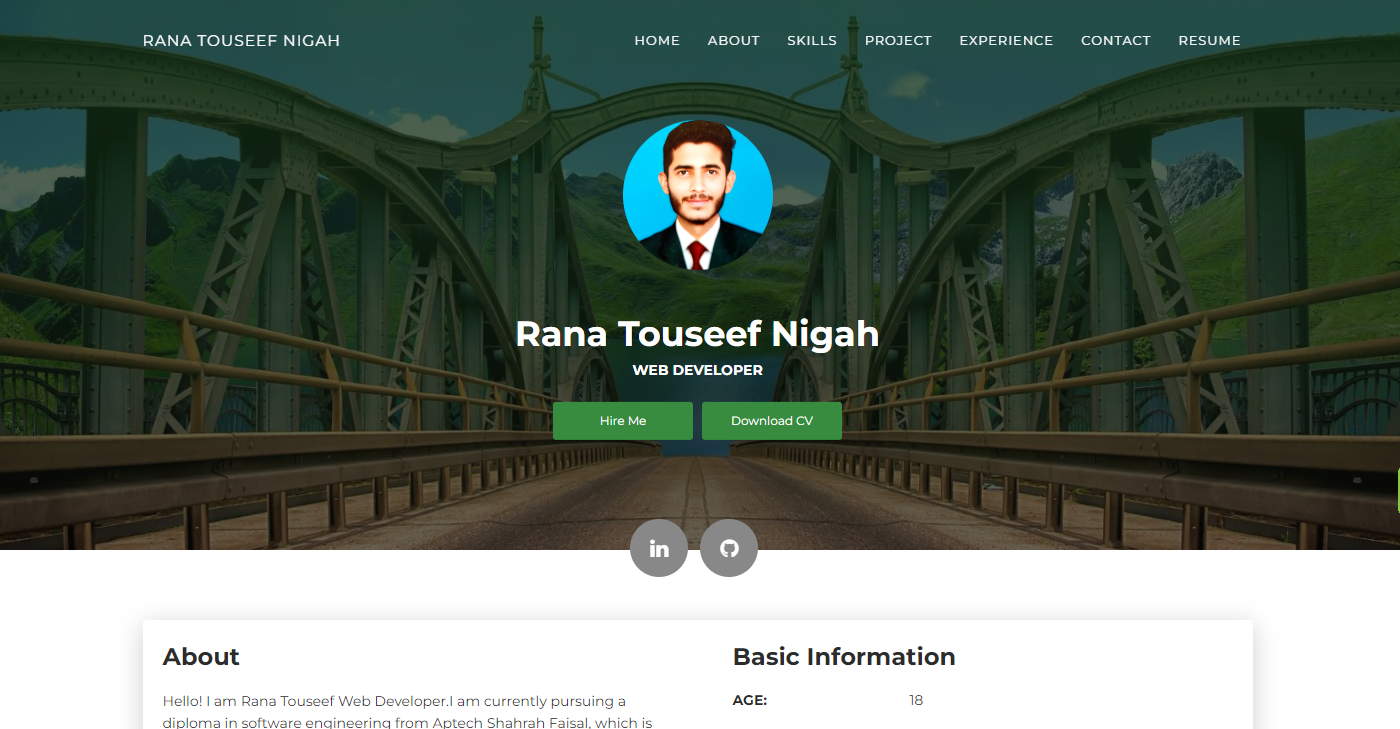 RANA TOUSEEF NIGAH
HOME ABOUT SKILLS PROJECT EXPERIENCE CONTACT RESUME
Rana Touseef Nigah
WEB DEVELOPER
Hire Me Download CV
in
About
Hello! I am Rana Touseef Web Developer.I am currently pursuing a
diploma in software engineering from Aptech Shahrah Faisal, which is
Basic Information
AGE: 18